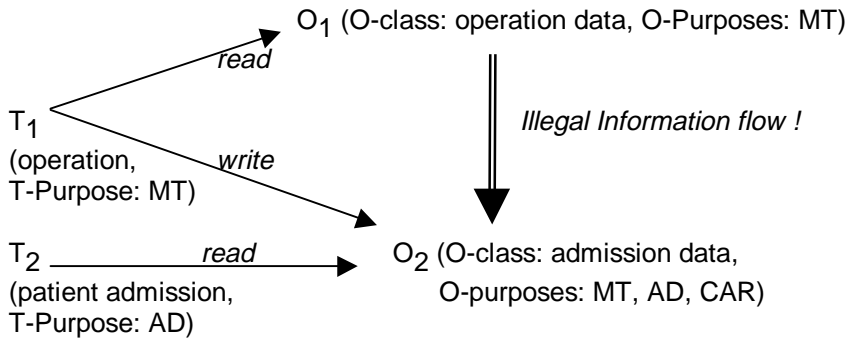 O1 (O-class: operation data, O-Purposes: MT)
read
T1
Illegal Information flow !
(operation,
write
T-Purpose: MT)
T2
read
O2 (O-class: admission data,
(patient admission,
O-purposes: MT, AD, CAR)
T-Purpose: AD)